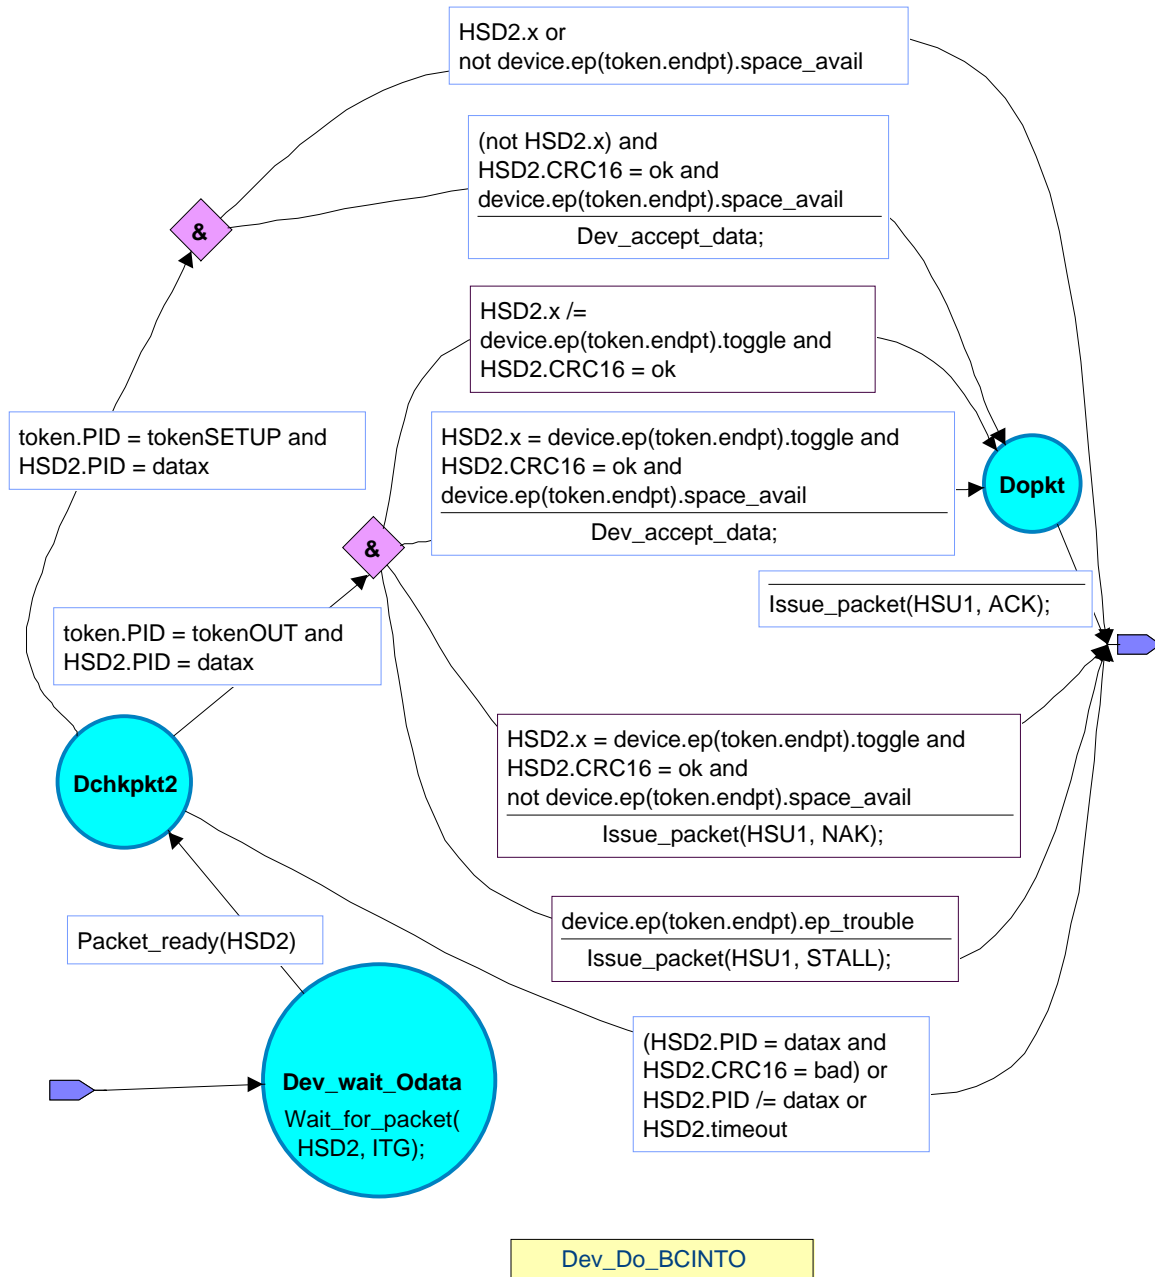 HSD2.x or
not device.ep(token.endpt).space_avail
(not HSD2.x) and
HSD2.CRC16 = ok and
device.ep(token.endpt).space_avail
Dev_accept_data;
&
HSD2.x /=
device.ep(token.endpt).toggle and
HSD2.CRC16 = ok
token.PID = tokenSETUP and
HSD2.PID = datax
HSD2.x = device.ep(token.endpt).toggle and
HSD2.CRC16 = ok and
device.ep(token.endpt).space_avail
Dev_accept_data;
Dopkt
&
Issue_packet(HSU1, ACK);
token.PID = tokenOUT and
HSD2.PID = datax
HSD2.x = device.ep(token.endpt).toggle and
HSD2.CRC16 = ok and
not device.ep(token.endpt).space_avail
Issue_packet(HSU1, NAK);
Dchkpkt2
device.ep(token.endpt).ep_trouble
Issue_packet(HSU1, STALL);
Packet_ready(HSD2)
(HSD2.PID = datax and
HSD2.CRC16 = bad) or
HSD2.PID /= datax or
HSD2.timeout
Dev_wait_Odata
Wait_for_packet(
HSD2, ITG);
Dev_Do_BCINTO